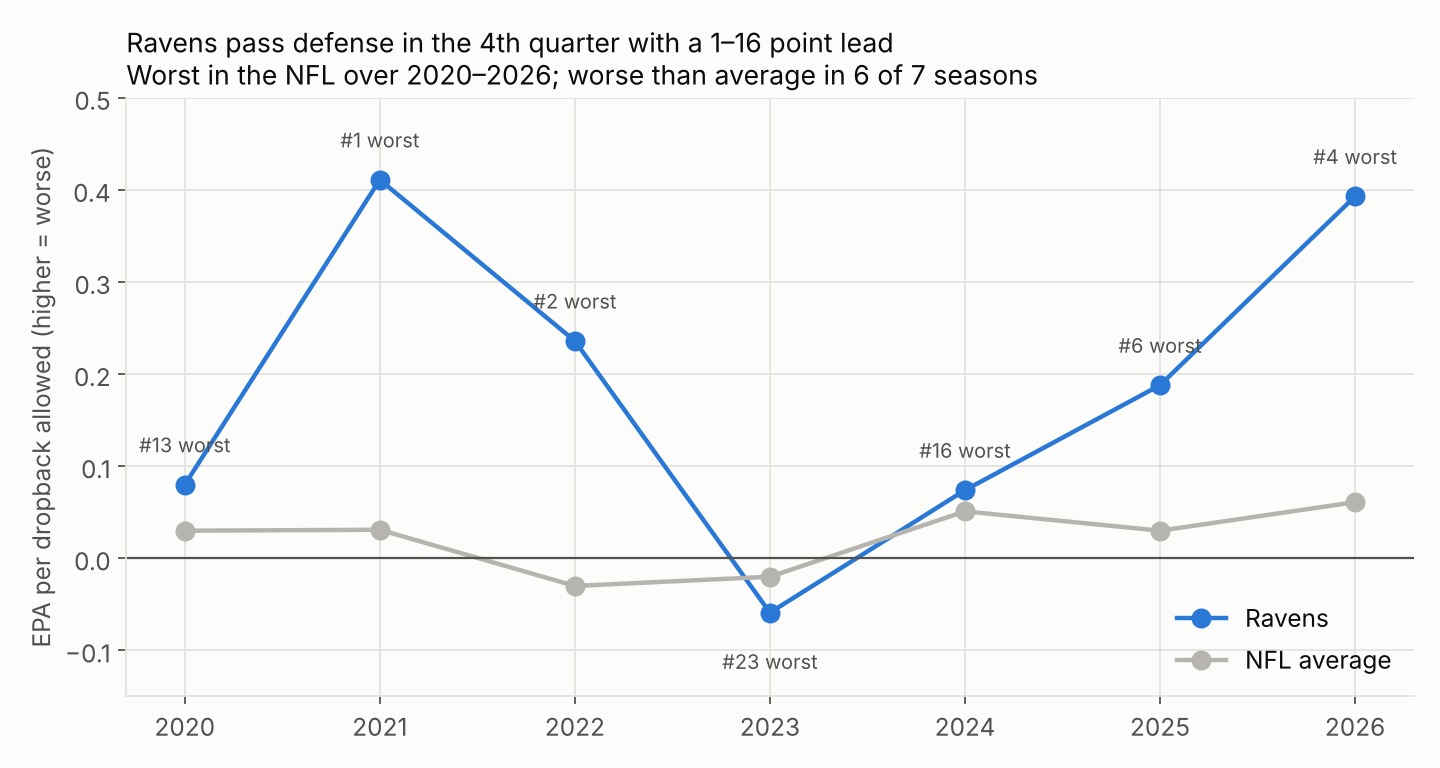 Ravens pass defense in the 4th quarter with a 1–16 point lead
Worst in the NFL over 2020–2026; worse than average in 6 of 7 seasons
EPA per dropback allowed (higher = worse)
0.5
0.4
0.3
0.2
0.1
0.0
−0.1
#13 worst
#1 worst
#2 worst
#23 worst
#16 worst
#6 worst
#4 worst
Ravens
NFL average
2020
2021
2022
2023
2024
2025
2026